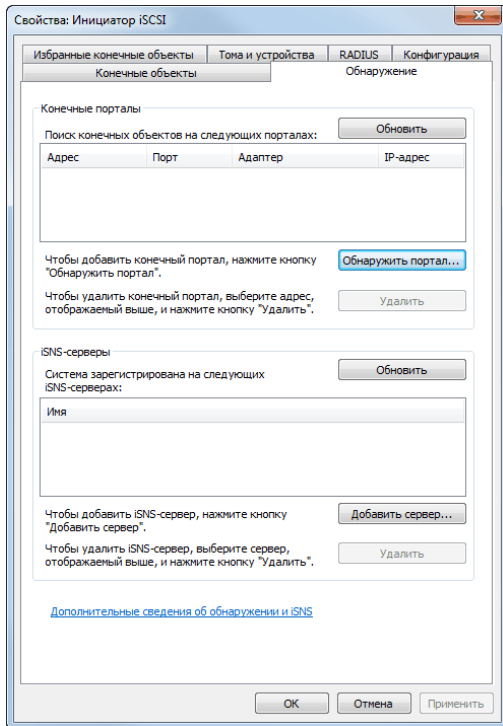 Свойства: Инициатор iSCSI
Избранные конечные объекты Тома и устройства RADIUS Конфигурация
Конечные объекты Обнаружение
Конечные порталы
Поиск конечных объектов на следующих порталах: Обновить
Адрес Порт Адаптер IP-адрес
Чтобы добавить конечный портал, нажмите кнопку
"Обнаружить портал".
Обнаружить портал...
Чтобы удалить конечный портал, выберите адрес,
отображаемый выше, и нажмите кнопку "Удалить".
Удалить
iSNS-серверы
Система зарегистрирована на следующих
iSNS-серверах:
Обновить
Имя
Чтобы добавить iSNS-сервер, нажмите кнопку
"Добавить сервер".
Добавить сервер...
Чтобы удалить iSNS-сервер, выберите сервер,
отображаемый выше, и нажмите кнопку "Удалить".
Удалить
Дополнительные сведения об обнаружении и iSNS
ОК Отмена Применить